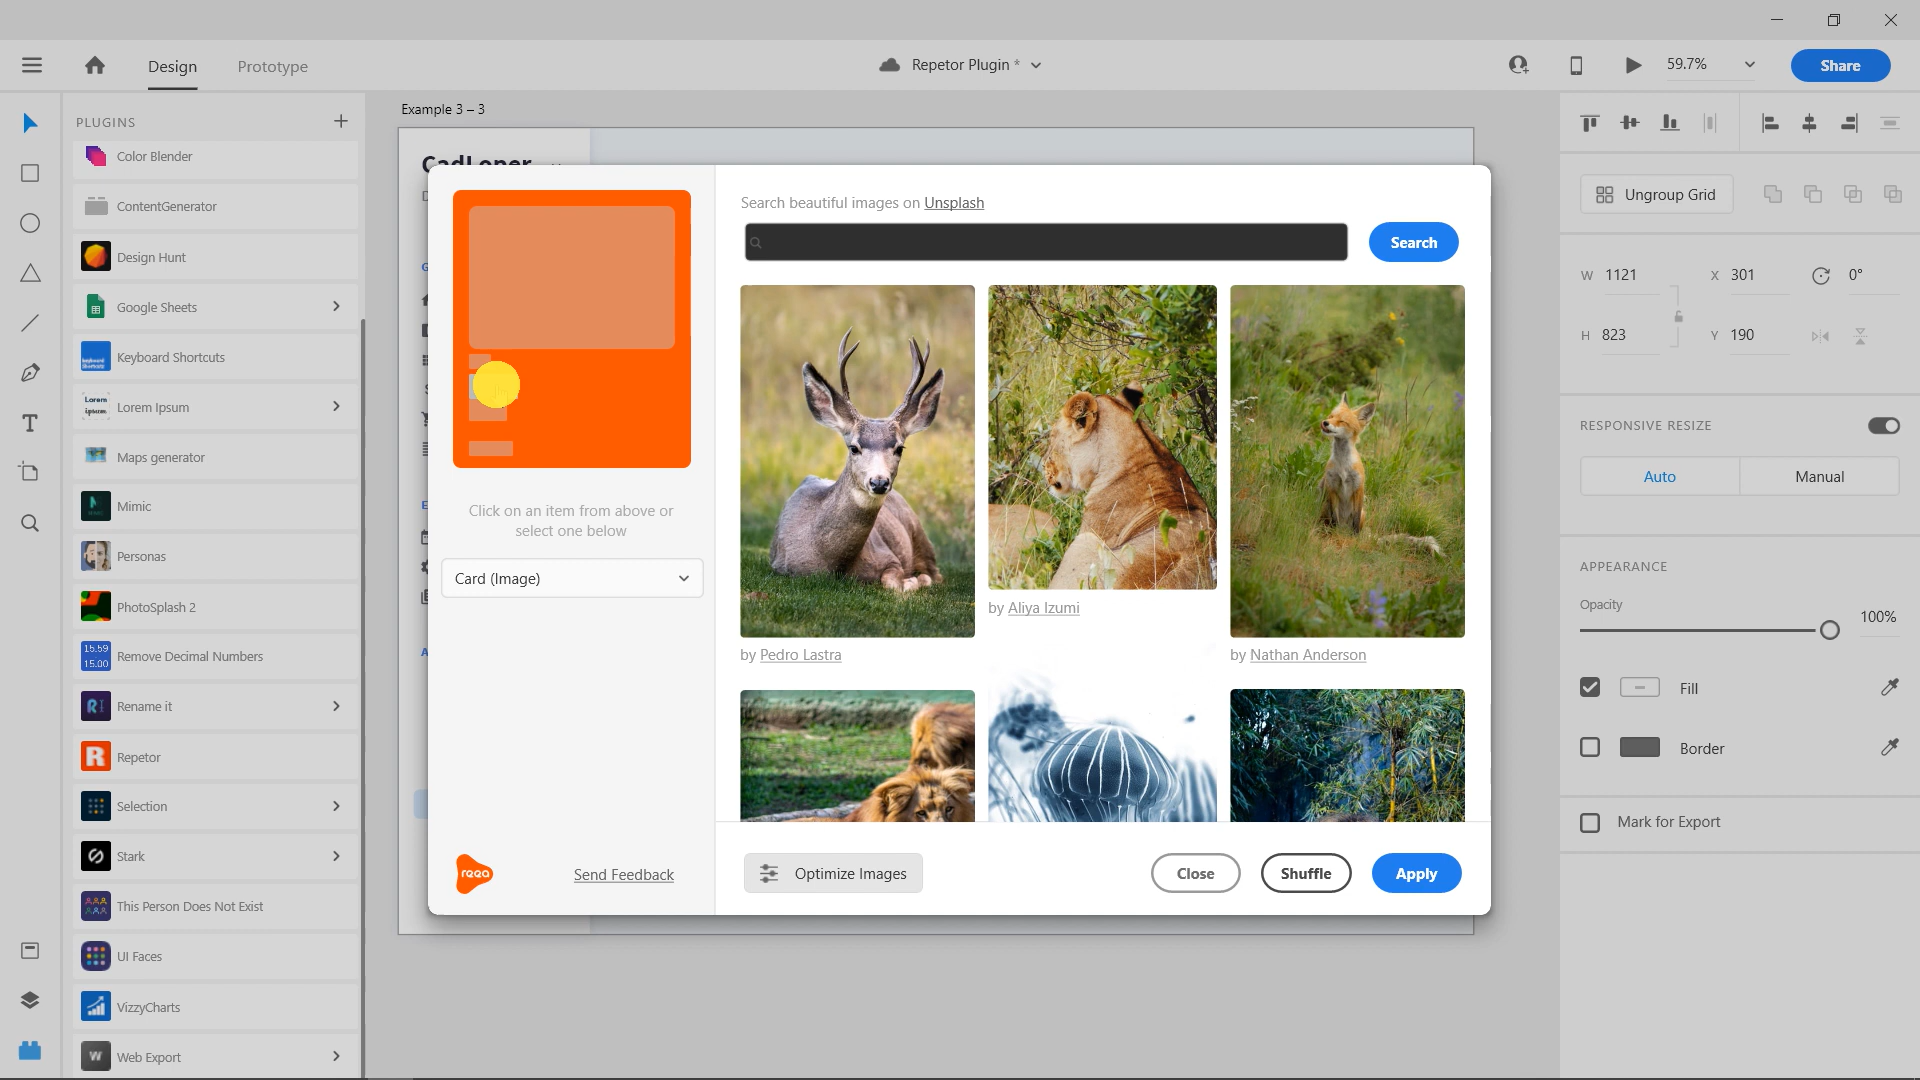 Design
Prototype
Repetor Plugin *
59.7%
Share
PLUGINS
Color Blender
ContentGenerator
Design Hunt
Google Sheets
Keyboard Shortcuts
Lorem Ipsum
Maps generator
Mimic
Personas
PhotoSplash 2
Remove Decimal Numbers
Rename it
Repetor
Selection
Stark
This Person Does Not Exist
UI Faces
VizzyCharts
Web Export
Example 3 – 3
Click on an item from above or
select one below
Card (Image)
reea
Send Feedback
Search beautiful images on Unsplash
Search
by Pedro Lastra
by Aliya Izumi
by Nathan Anderson
Optimize Images
Close
Shuffle
Apply
Ungroup Grid
W 1121
X 301
0°
H 823
Y 190
RESPONSIVE RESIZE
Auto
Manual
APPEARANCE
Opacity
100%
Fill
Border
Mark for Export